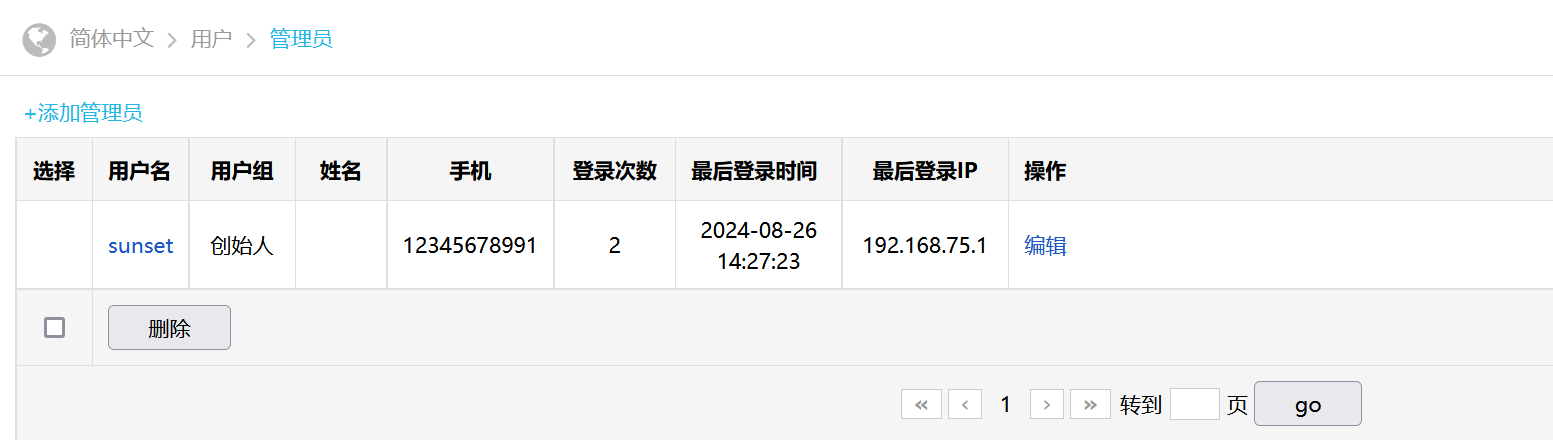 简体中文 > 用户 > 管理员
+添加管理员
选择 用户名 用户组 姓名 手机 登录次数 最后登录时间 最后登录IP 操作
sunset 创始人 12345678991 2 2024-08-26 14:27:23 192.168.75.1 编辑
删除
« ‹ 1 › » 转到 页 go